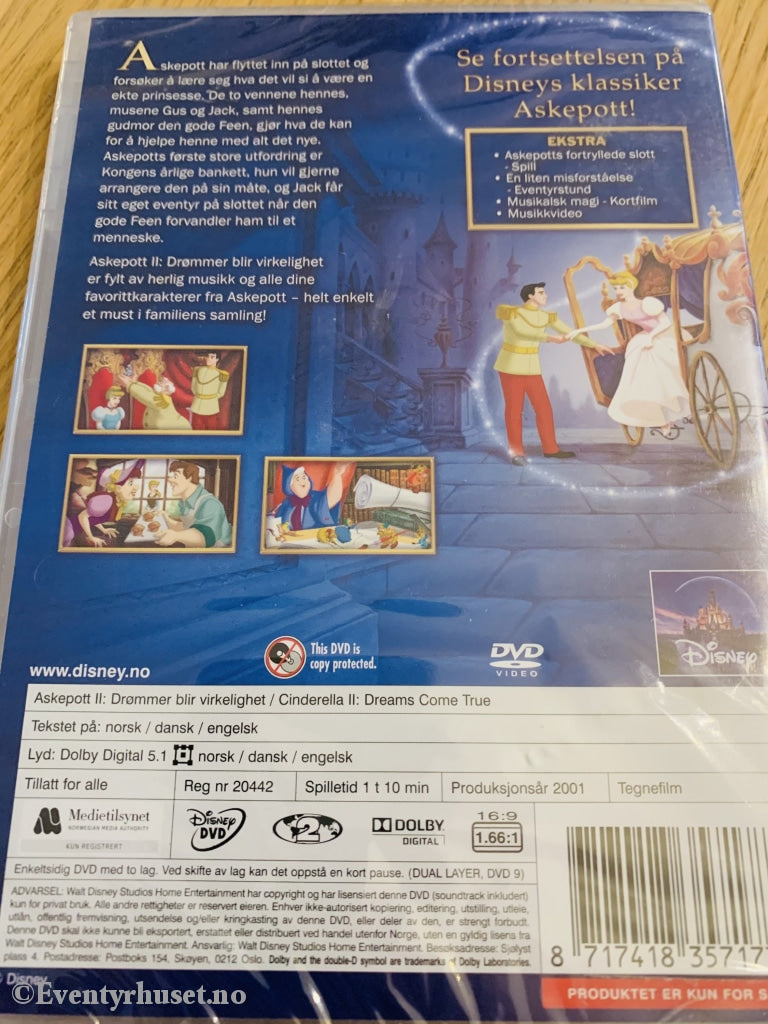 Askepott har flyttet inn på slottet og
forsøker å lære seg hva det vil si å være en
ekte prinsesse. De to vennene hennes,
musene Gus og Jack, samt hennes
gudmor den gode Feen, gjør hva de kan
for å hjelpe henne med alt det nye.
Askepotts første store utfordring er
Kongens årlige bankett, hun vil gjerne
arrangere den på sin måte, og Jack får
sitt eget eventyr på slottet når den
gode Feen forvandler ham til et
menneske.
Askepott II: Drømmer blir virkelighet
er fylt av herlig musikk og alle dine
favorittkarakterer fra Askepott – helt enkelt
et must i familiens samling!
Se fortsettelsen på
Disneys klassiker
Askepott!
EKSTRA
• Askepotts fortryllede slott
- Spill
• En liten misforståelse
- Eventyrstund
• Musikalsk magi - Kortfilm
• Musikkvideo
www.disney.no
This DVD is
copy protected.
DVD
VIDEO
DISNEY
Askepott II: Drømmer blir virkelighet / Cinderella II: Dreams Come True
Tekstet på: norsk / dansk / engelsk
Lyd: Dolby Digital 5.1 norsk / dansk / engelsk
Tillatt for alle
Reg nr 20442
Spilletid 1 t 10 min
Produksjonsår 2001
Tegnefilm
Medietilsynet
NORWEGIAN MEDIA AUTHORITY
KUN REGISTRERT
Disney
DVD
2
DOLBY
DIGITAL
16:9
1.66:1
Enkeltsidig DVD med to lag. Ved skifte av lag kan det oppstå en kort pause. (DUAL LAYER, DVD 9)
ADVARSEL: Walt Disney Studios Home Entertainment har copyright og har lisensiert denne DVD (soundtrack inkludert)
kun for privat bruk. Alle andre rettigheter er reservert eieren. Enhver ikke-autorisert kopiering, editering, utstilling, utleie,
utlån, offentlig fremvisning, utsendelse og/eller kringkasting av denne DVD, eller deler av den, er strengt forbudt.
Denne DVD skal ikke kunne bli eksportert, erstattet eller distribuert ved handel utenfor Norge, uten en gyldig lisens fra
Walt Disney Studios Home Entertainment. Ansvarlig: Walt Disney Studios Home Entertainment. Besøksadresse: Sjølyst
plass 4. Postadresse: Postboks 154, Skøyen, 0212 Oslo. Dolby and the double-D symbol are trademarks of Dolby Laboratories.
8 717418 35717
© Disney
PRODUKTET ER KUN FOR S
©Eventyrhuset.no